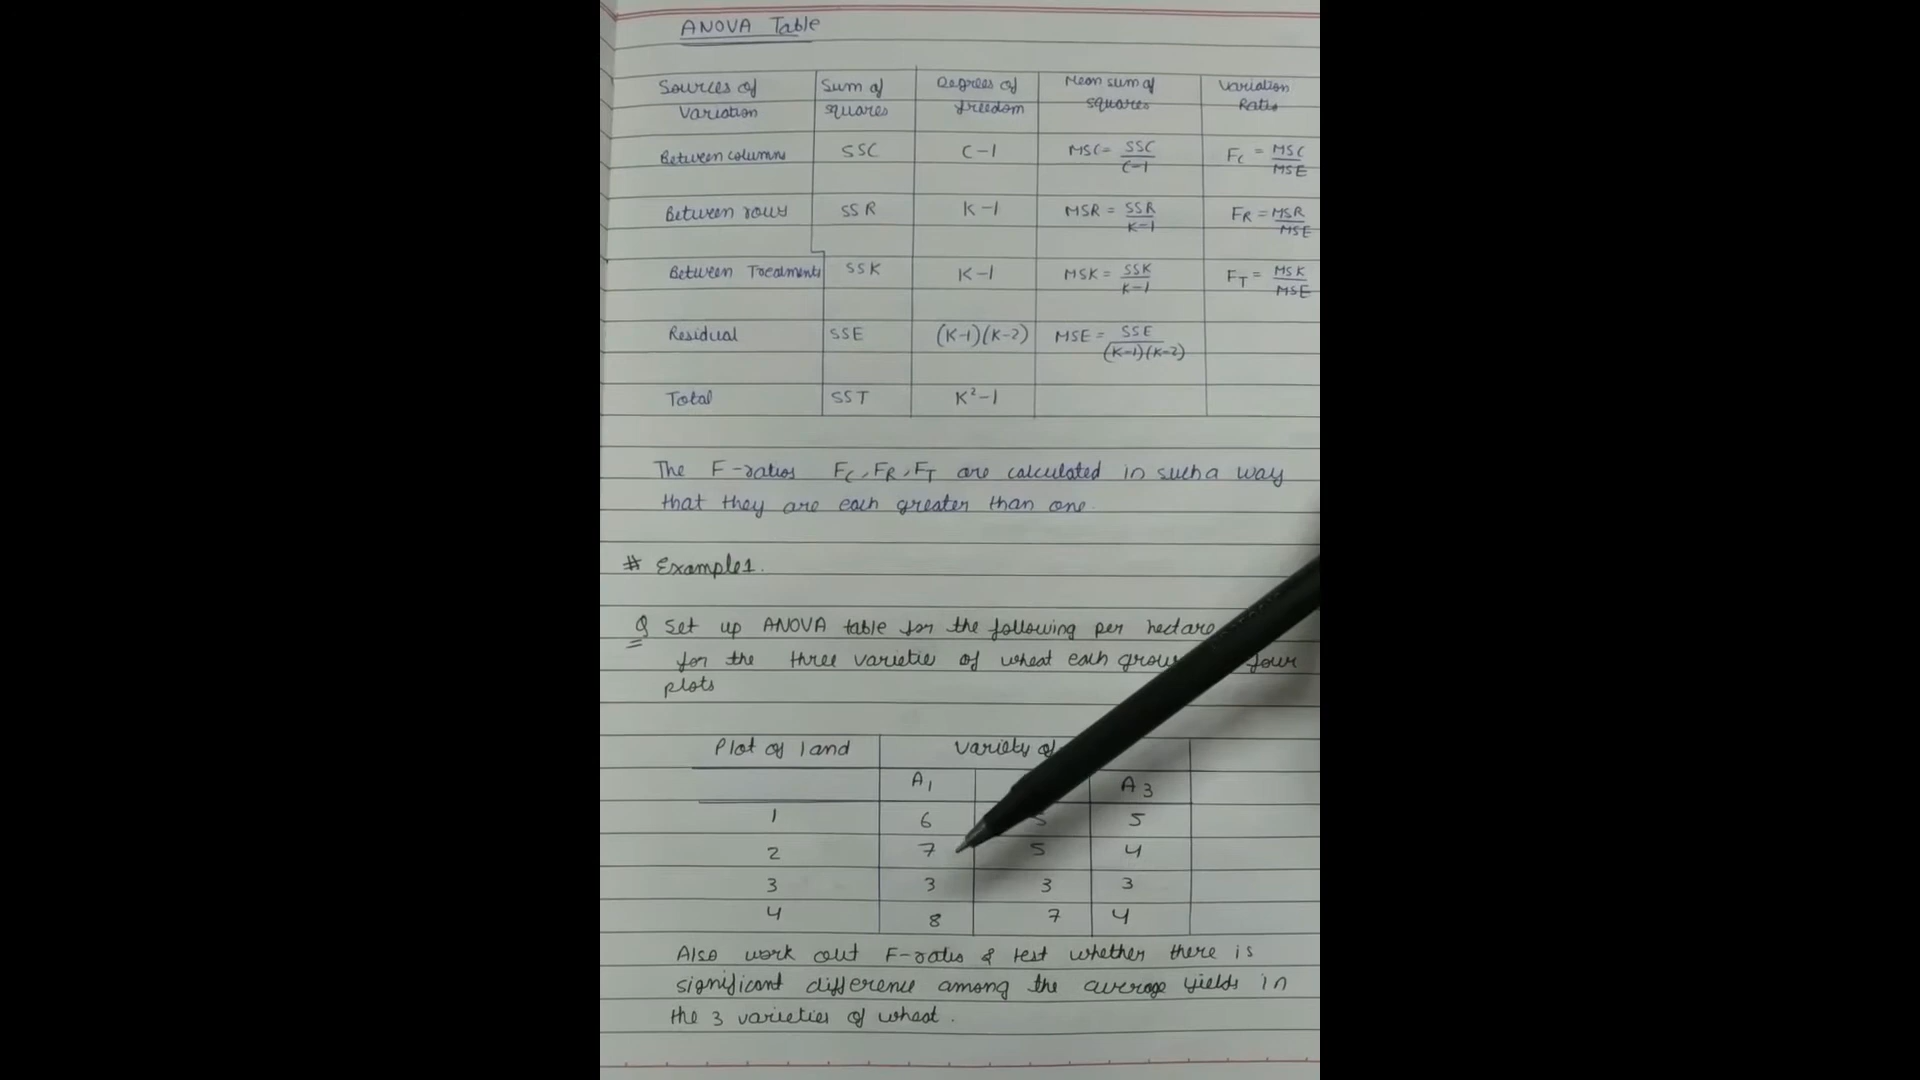 ANOVA Table
Sources of Variation | Sum of squares | Degrees of freedom | Mean sum of squares | Variation Ratio
Between columns | SSC | C-1 | MSC = SSC/C-1 | FC = MSC/MSE
Between rows | SSR | K-1 | MSR = SSR/K-1 | FR = MSR/MSE
Between Treatments | SSK | K-1 | MSK = SSK/K-1 | FT = MSK/MSE
Residual | SSE | (K-1)(K-2) | MSE = SSE/(K-1)(K-2)
Total | SST | K²-1
The F-ratios FC, FR, FT are calculated in such a way
that they are each greater than one.
# Example 1.
Q Set up ANOVA table for the following per hectare
for the three varietie of wheat each four
plots
Plot of land | Variety of
A1 | A3
1 | 6 | 5 | 5
2 | 7 | 5 | 4
3 | 3 | 3 | 3
4 | 8 | 7 | 4
Also work out F-ratio & test whether there is
significant difference among the average yields in
the 3 varieties of wheat.